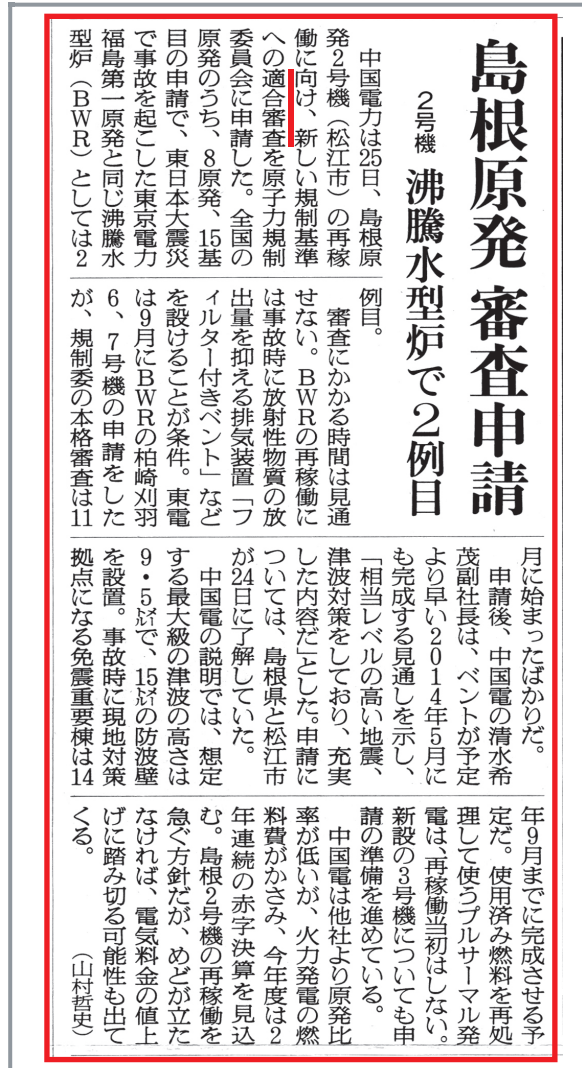 島根原発 審査申請
2号機 沸騰水型炉で2例目
中国電力は25日、島根原
発2号機（松江市）の再稼
働に向け、新しい規制基準
への適合審査を原子力規制
委員会に申請した。全国の
原発のうち、8原発、15基
目の申請で、東日本大震災
で事故を起こした東京電力
福島第一原発と同じ沸騰水
型炉（BWR）としては2
例目。
審査にかかる時間は見通
せない。BWRの再稼働に
は事故時に放射性物質の放
出量を抑える排気装置「フ
ィルター付きベント」など
を設けることが条件。東電
は9月にBWRの柏崎刈羽
6、7号機の申請をした
が、規制委の本格審査は11
月に始まったばかりだ。
申請後、中国電の清水希
茂副社長は、ベントが予定
より早い2014年5月に
も完成する見通しを示し、
「相当レベルの高い地震、
津波対策をしており、充実
した内容だ」とした。申請に
ついては、島根県と松江市
が24日に了解していた。
中国電の説明では、想定
する最大級の津波の高さは
9・5㍍で、15㍍の防波壁
を設置。事故時に現地対策
拠点になる免震重要棟は14
年9月までに完成させる予
定だ。使用済み燃料を再処
理して使うプルサーマル発
電は、再稼働当初はしない。
新設の3号機についても申
請の準備を進めている。
中国電は他社より原発比
率が低いが、火力発電の燃
料費がかさみ、今年度は2
年連続の赤字決算を見込
む。島根2号機の再稼働を
急ぐ方針だが、めどが立た
なければ、電気料金の値上
げに踏み切る可能性も出て
くる。（山村哲史）